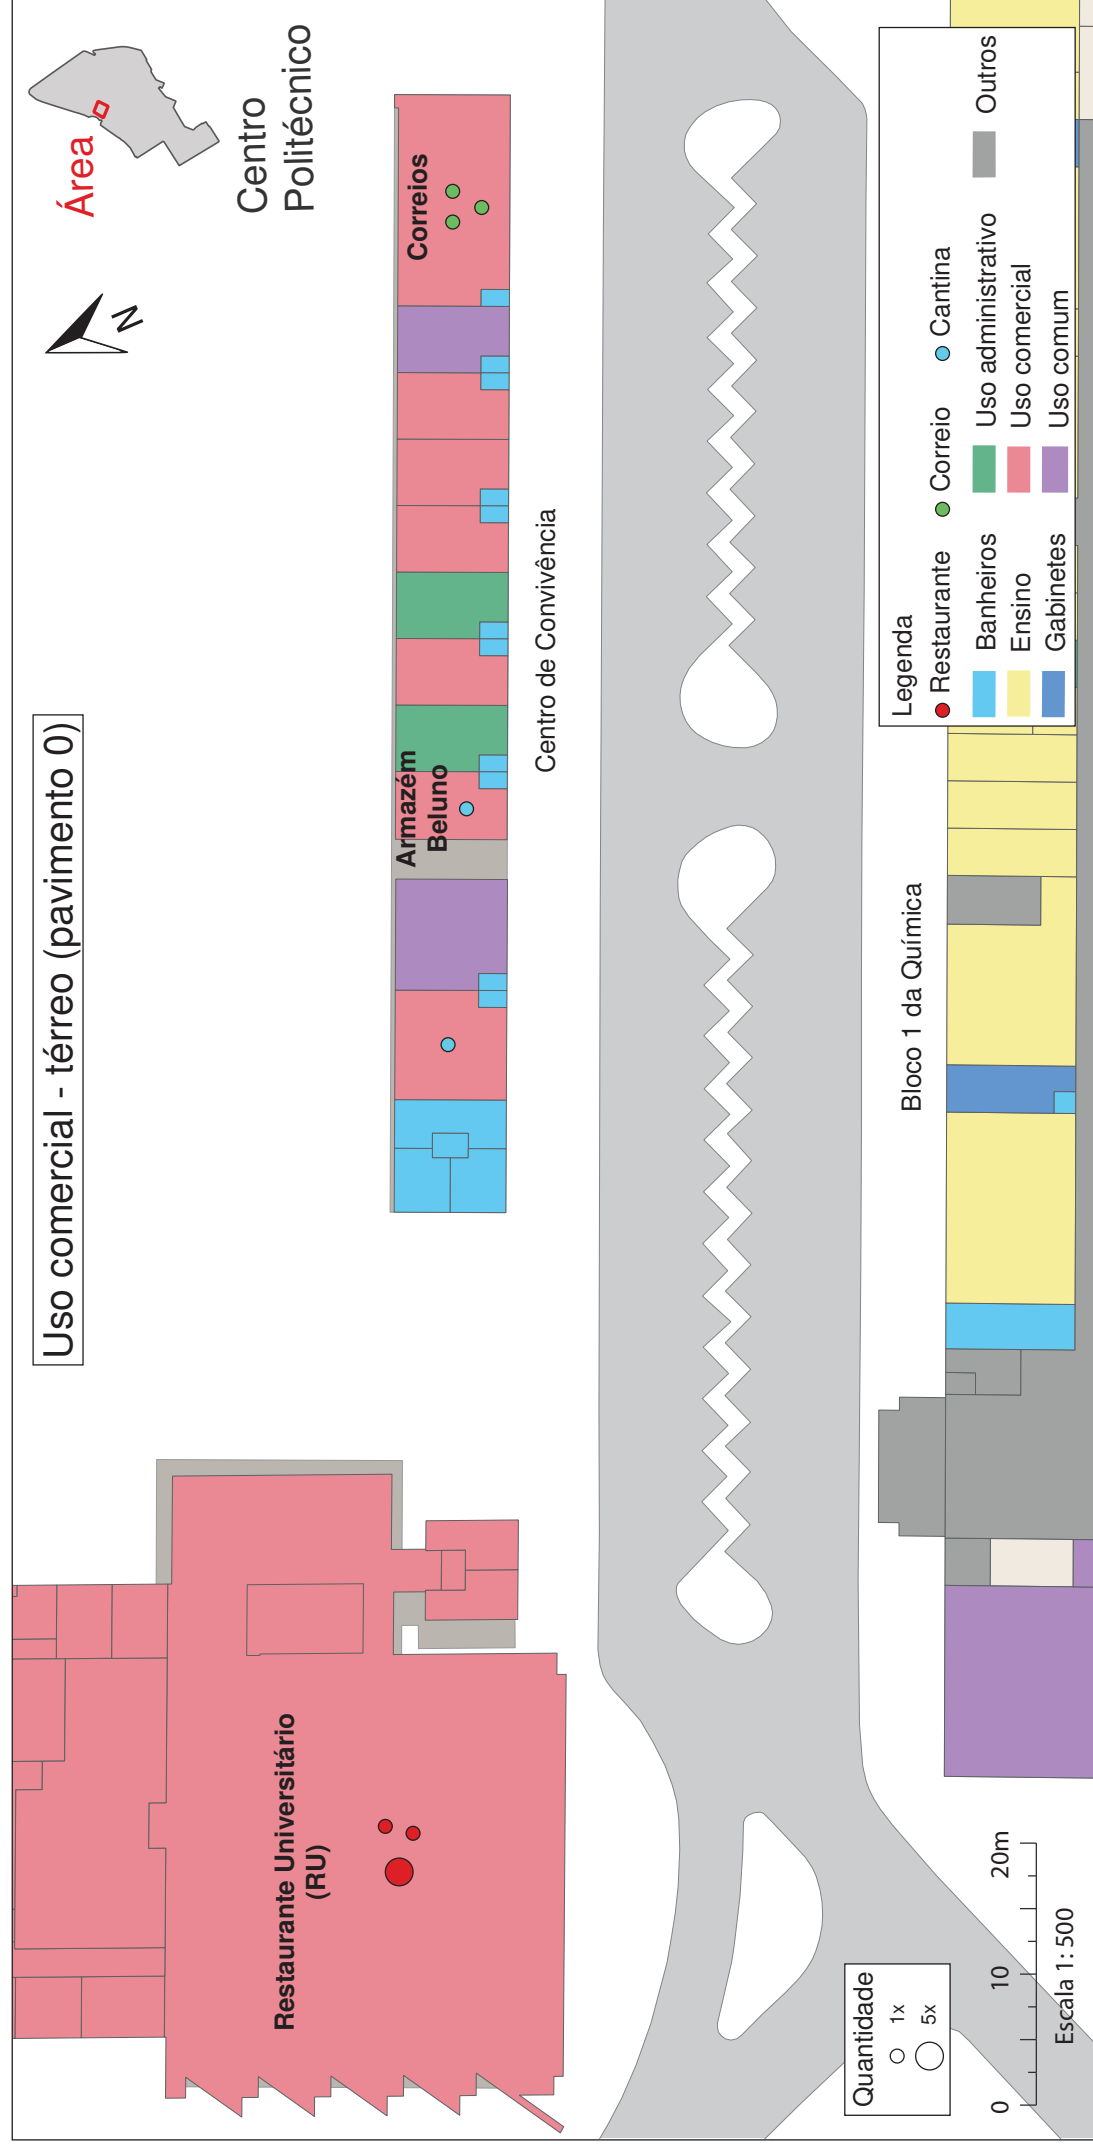 Uso comercial - térreo (pavimento 0)
Área
Centro
Politécnico
N
Restaurante Universitário
(RU)
Armazém
Beluno
Correios
Centro de Convivência
Bloco 1 da Química
Quantidade
1x
5x
0 10 20m
Escala 1:500
Legenda
Restaurante Correio Cantina
Banheiros Uso administrativo Outros
Ensino Uso comercial
Gabinetes Uso comum